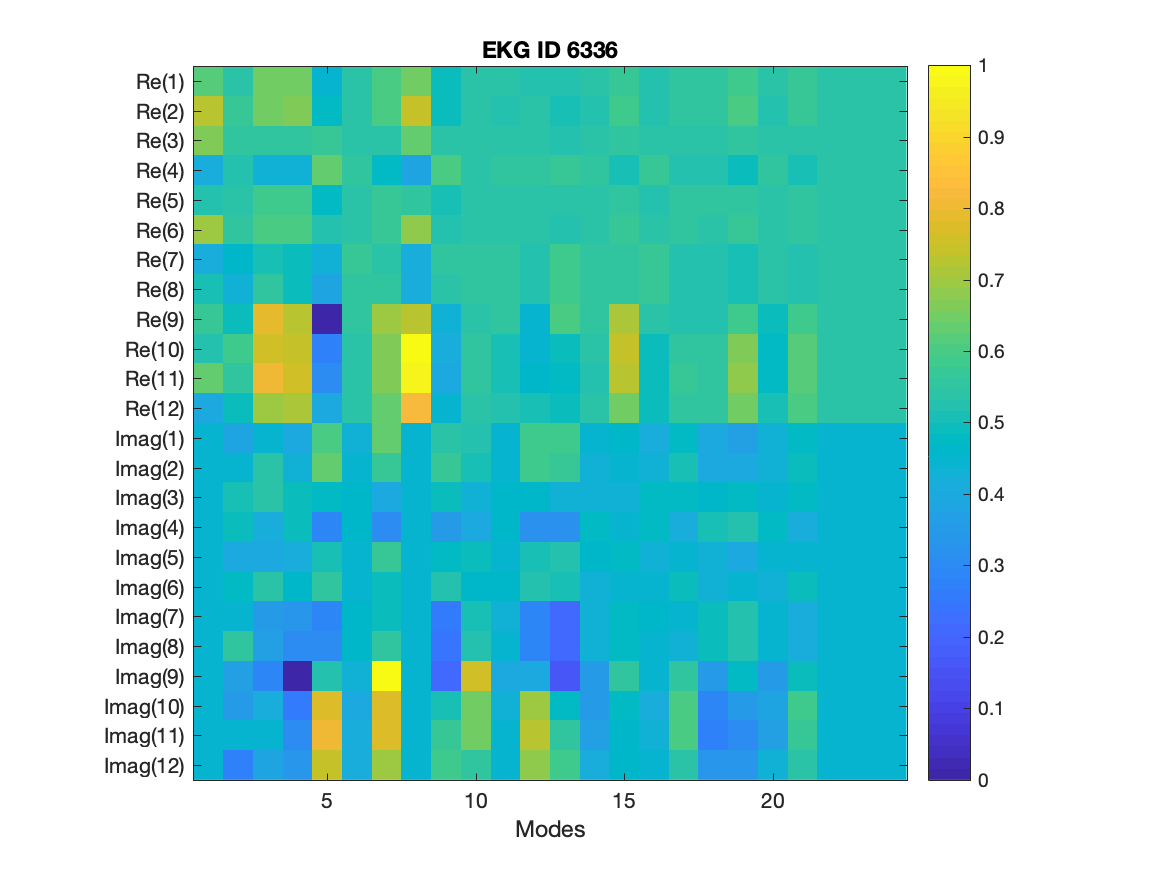 EKG ID 6336
Re(1)
Re(2)
Re(3)
Re(4)
Re(5)
Re(6)
Re(7)
Re(8)
Re(9)
Re(10)
Re(11)
Re(12)
Imag(1)
Imag(2)
Imag(3)
Imag(4)
Imag(5)
Imag(6)
Imag(7)
Imag(8)
Imag(9)
Imag(10)
Imag(11)
Imag(12)
5 10 15 20
Modes
1
0.9
0.8
0.7
0.6
0.5
0.4
0.3
0.2
0.1
0